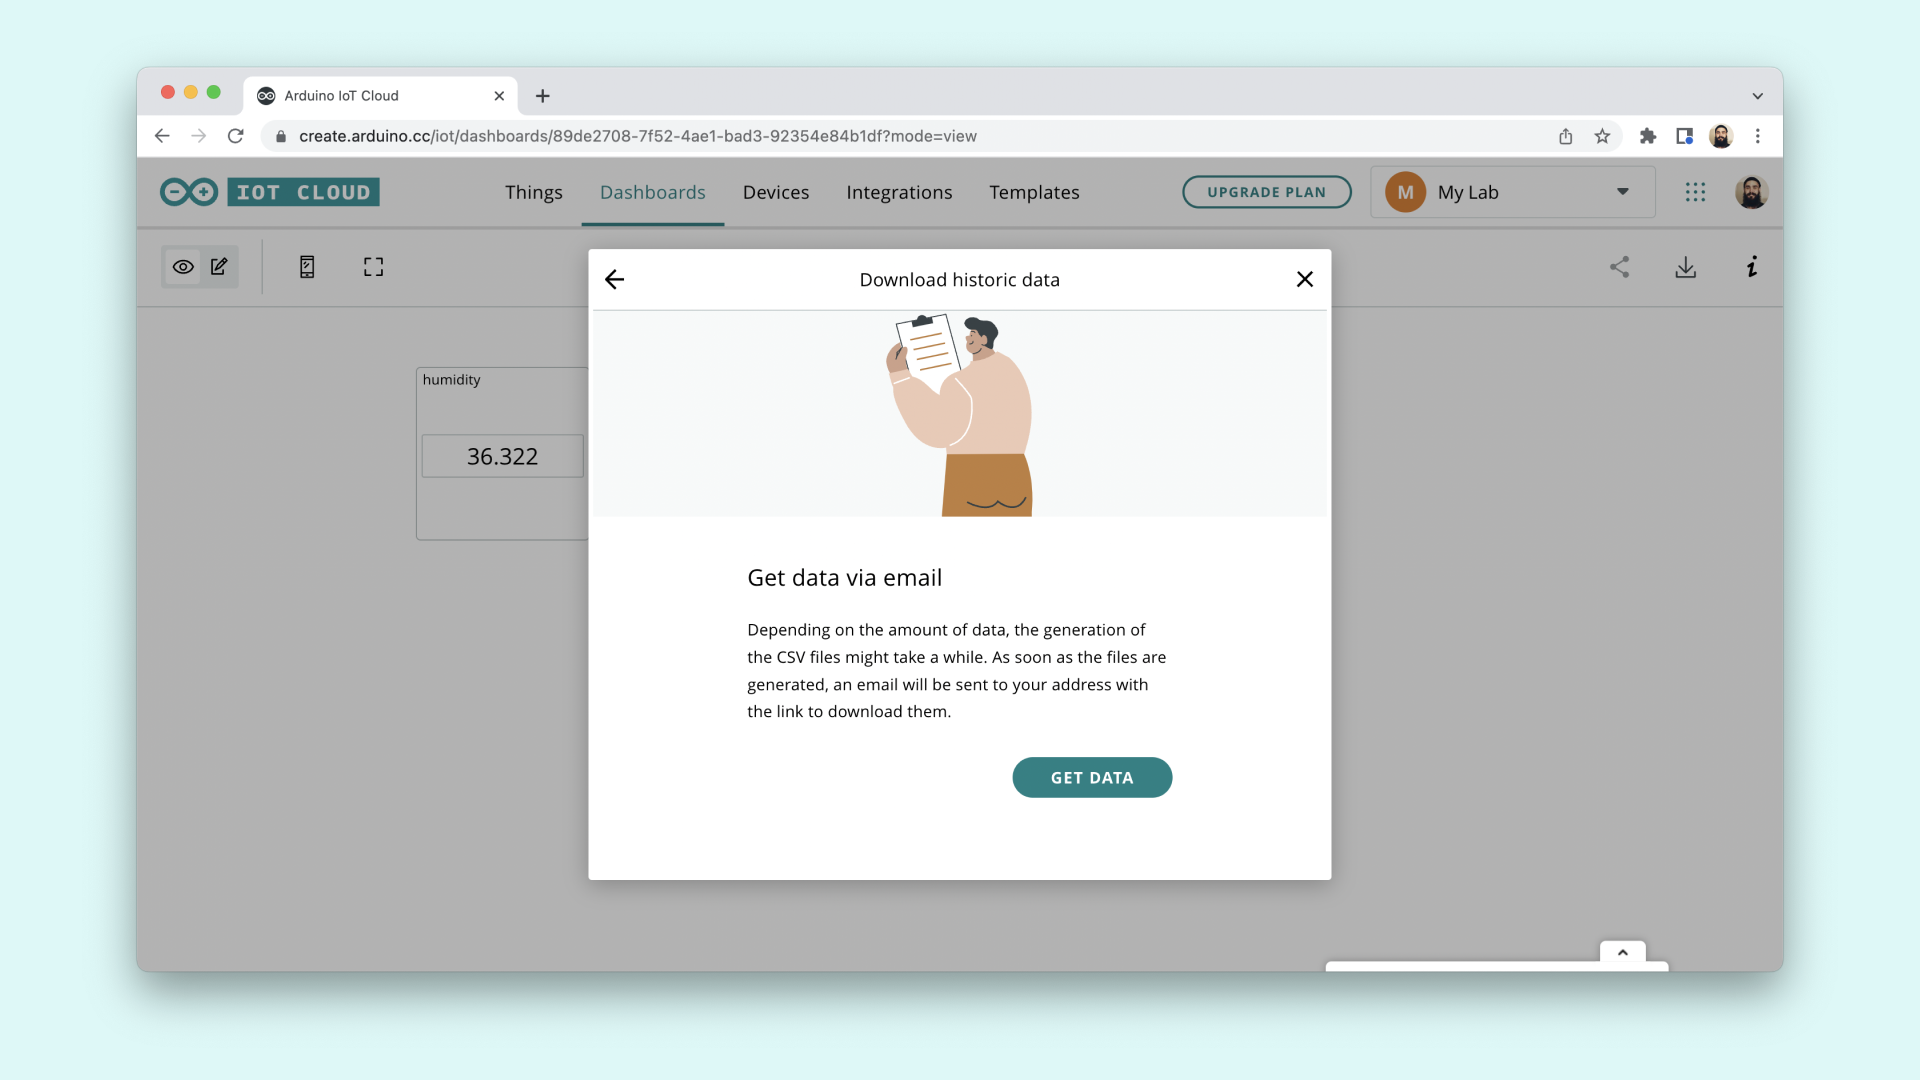 Arduino IoT Cloud
create.arduino.cc/iot/dashboards/89de2708-7f52-4ae1-bad3-92354e84b1df?mode=view
IOT CLOUD
Things
Dashboards
Devices
Integrations
Templates
UPGRADE PLAN
M
My Lab
Download historic data
humidity
36.322
Get data via email
Depending on the amount of data, the generation of
the CSV files might take a while. As soon as the files are
generated, an email will be sent to your address with
the link to download them.
GET DATA